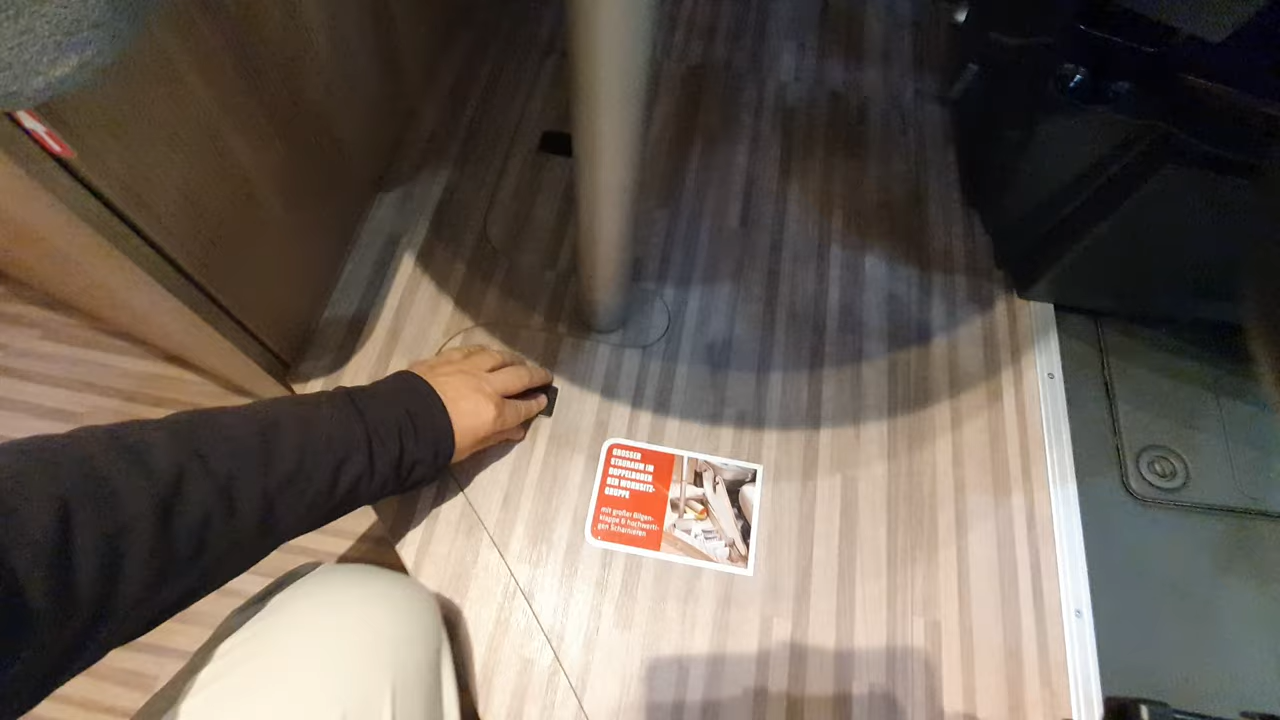 GROSSER
STAURAUM IM
DOPPELBODEN
DER WOHNSITZ-
GRUPPE
mit großer Bilgen-
klappe & hochwerti-
gen Scharnieren